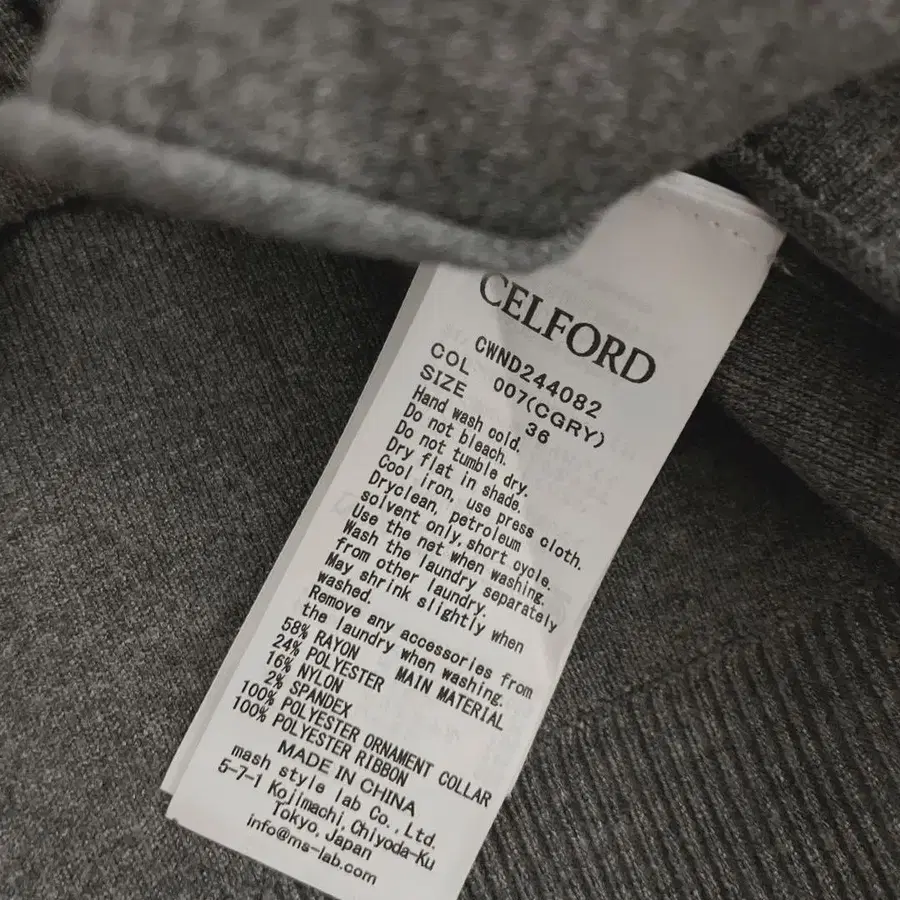 CELFORD
CWND244082
COL 007(CGRY)
SIZE 36
Hand wash cold.
Do not bleach.
Do not tumble dry.
Dry flat in shade.
Cool iron, use press cloth.
Dryclean, petroleum
solvent only, short cycle.
Use the net when washing.
Wash the laundry separately
from other laundry.
May shrink slightly when
washed.
Remove any accessories from
the laundry when washing.
58% RAYON MAIN MATERIAL
24% POLYESTER
16% NYLON
2% SPANDEX
100% POLYESTER ORNAMENT COLLAR
100% POLYESTER RIBBON
MADE IN CHINA
mash style lab Co., Ltd.
5-7-1 Kojimachi, Chiyoda-Ku
Tokyo, Japan
info@ms-lab.com